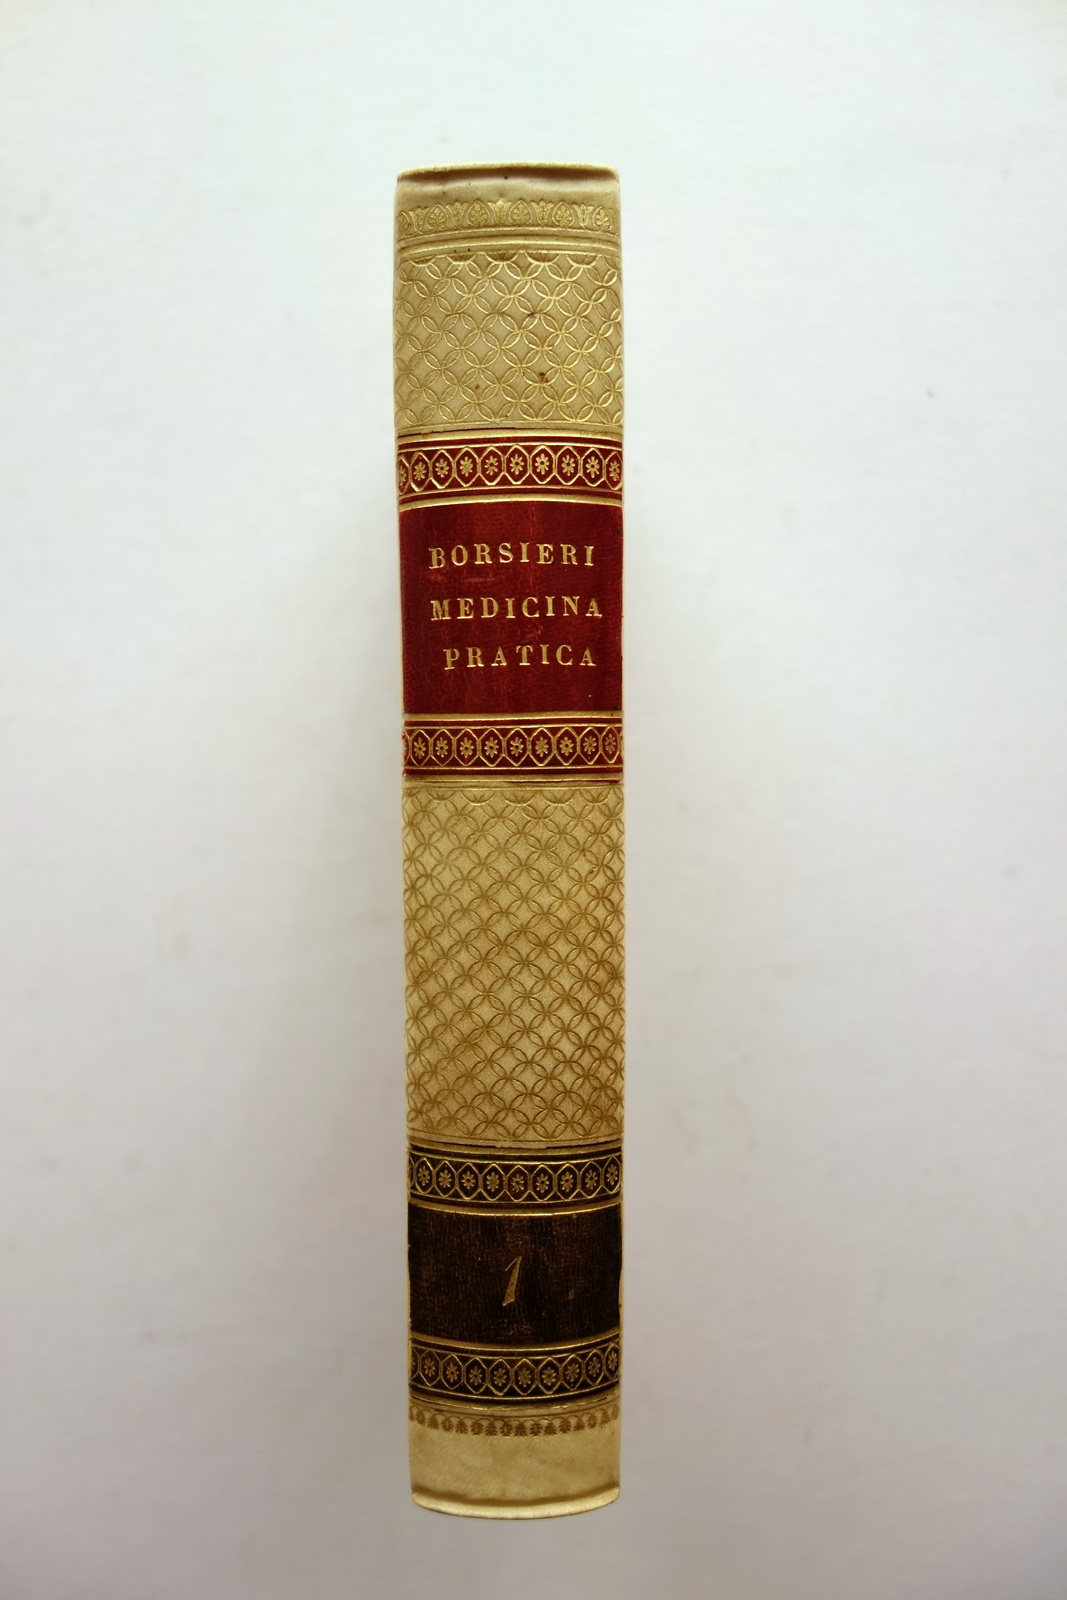 BORSIERI
MEDICINA
PRATICA
1